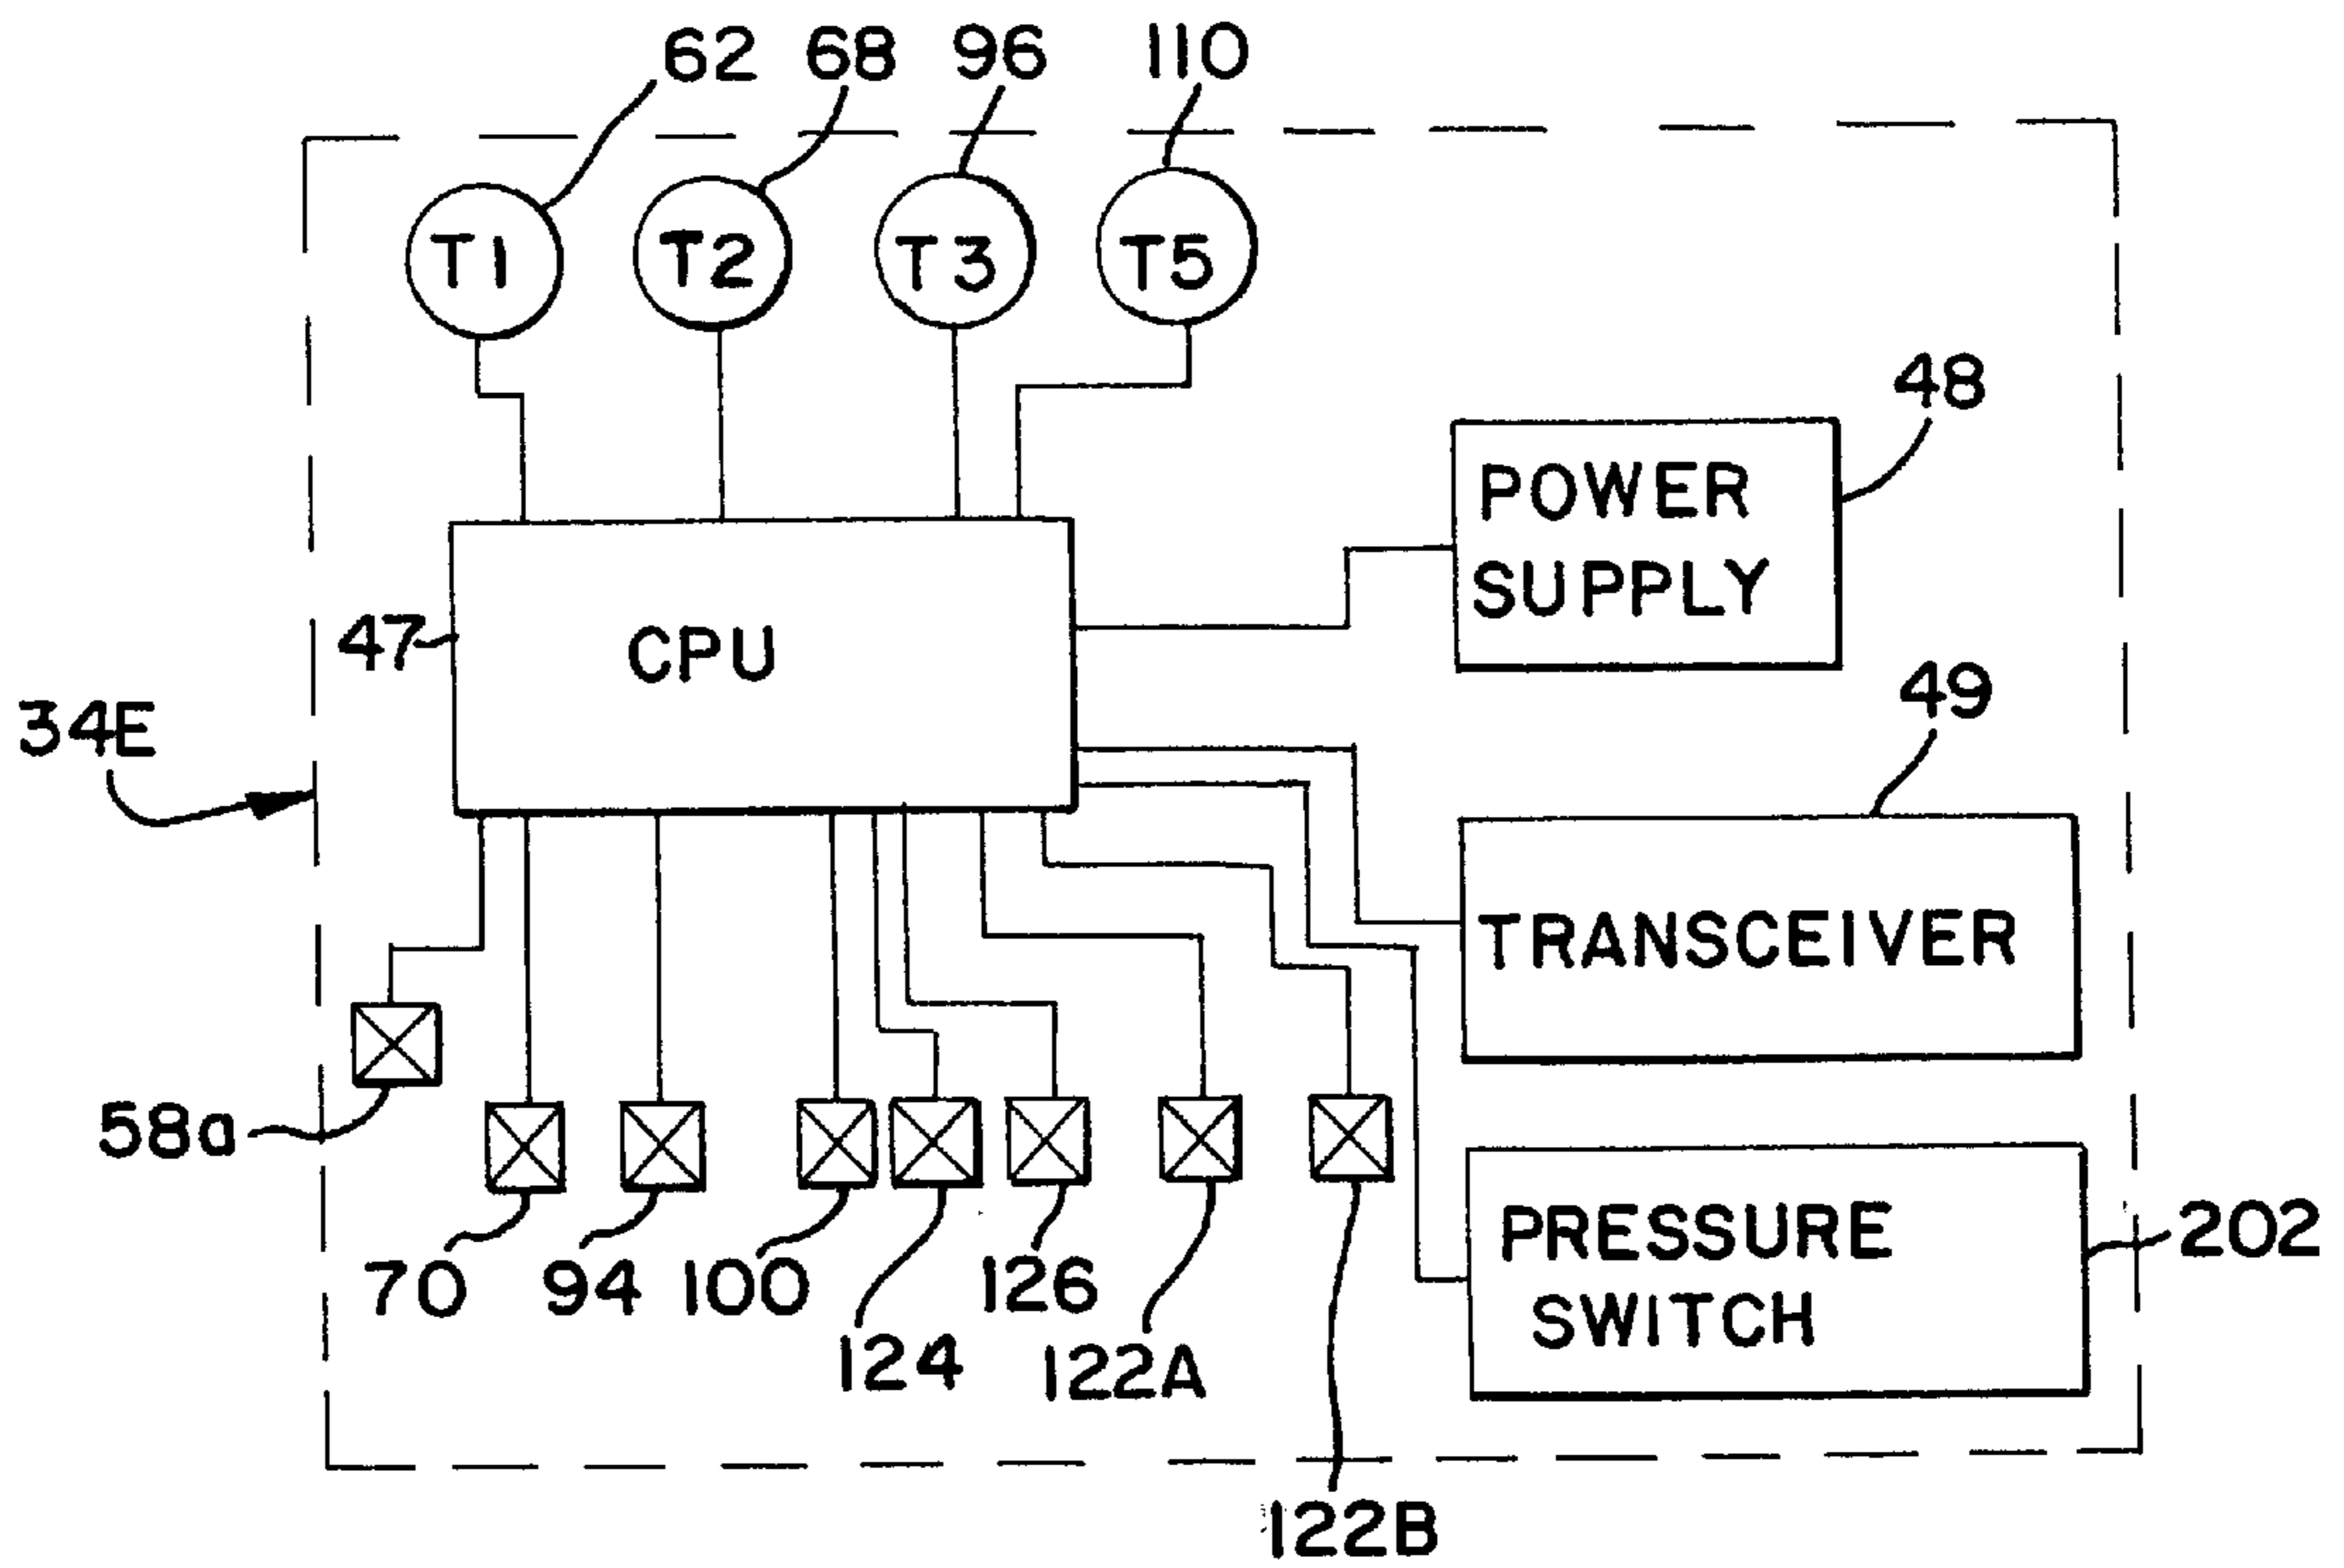 62 68 96 110
T1 T2 T3 T5
48
POWER
SUPPLY
47
CPU
49
34E
TRANSCEIVER
58a
PRESSURE
SWITCH
202
70 94 100 126
124 122A
122B